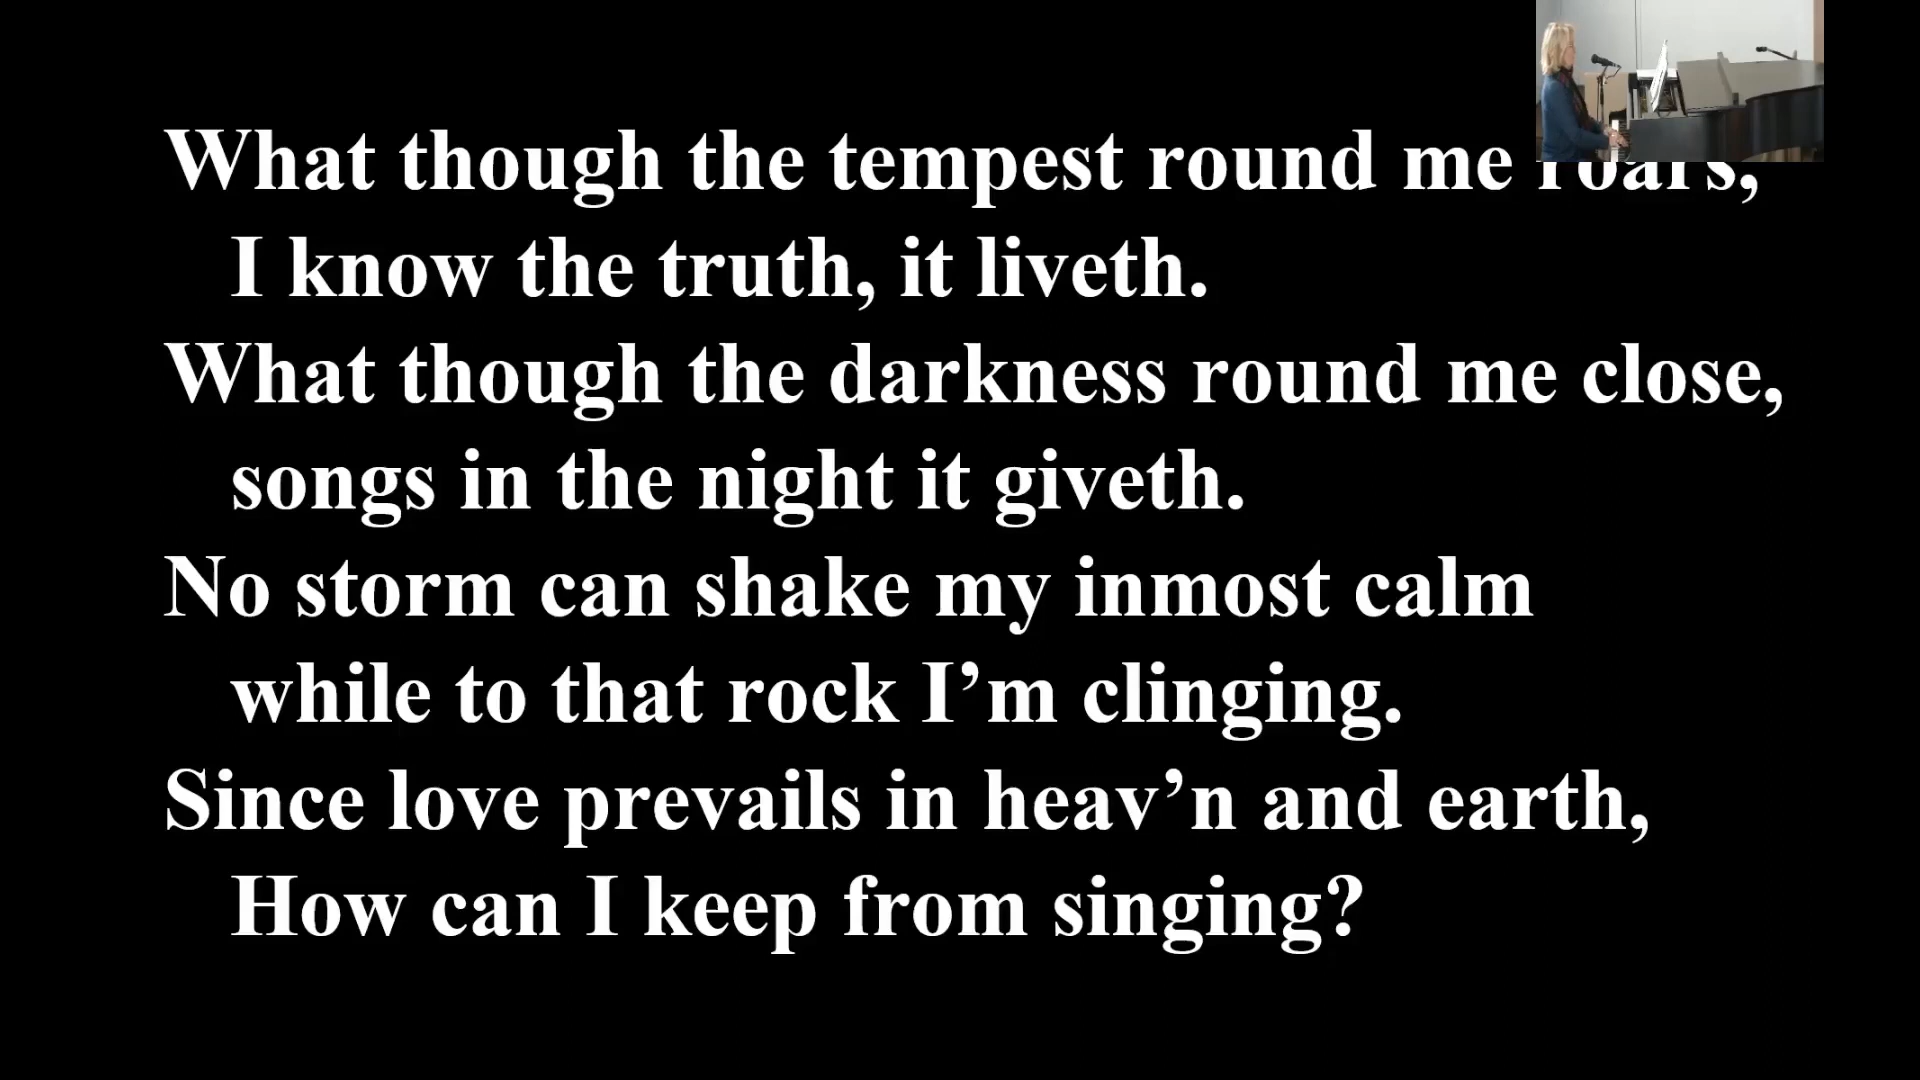 What though the tempest round me roars,
I know the truth, it liveth.
What though the darkness round me close,
songs in the night it giveth.
No storm can shake my inmost calm
while to that rock I’m clinging.
Since love prevails in heav’n and earth,
How can I keep from singing?